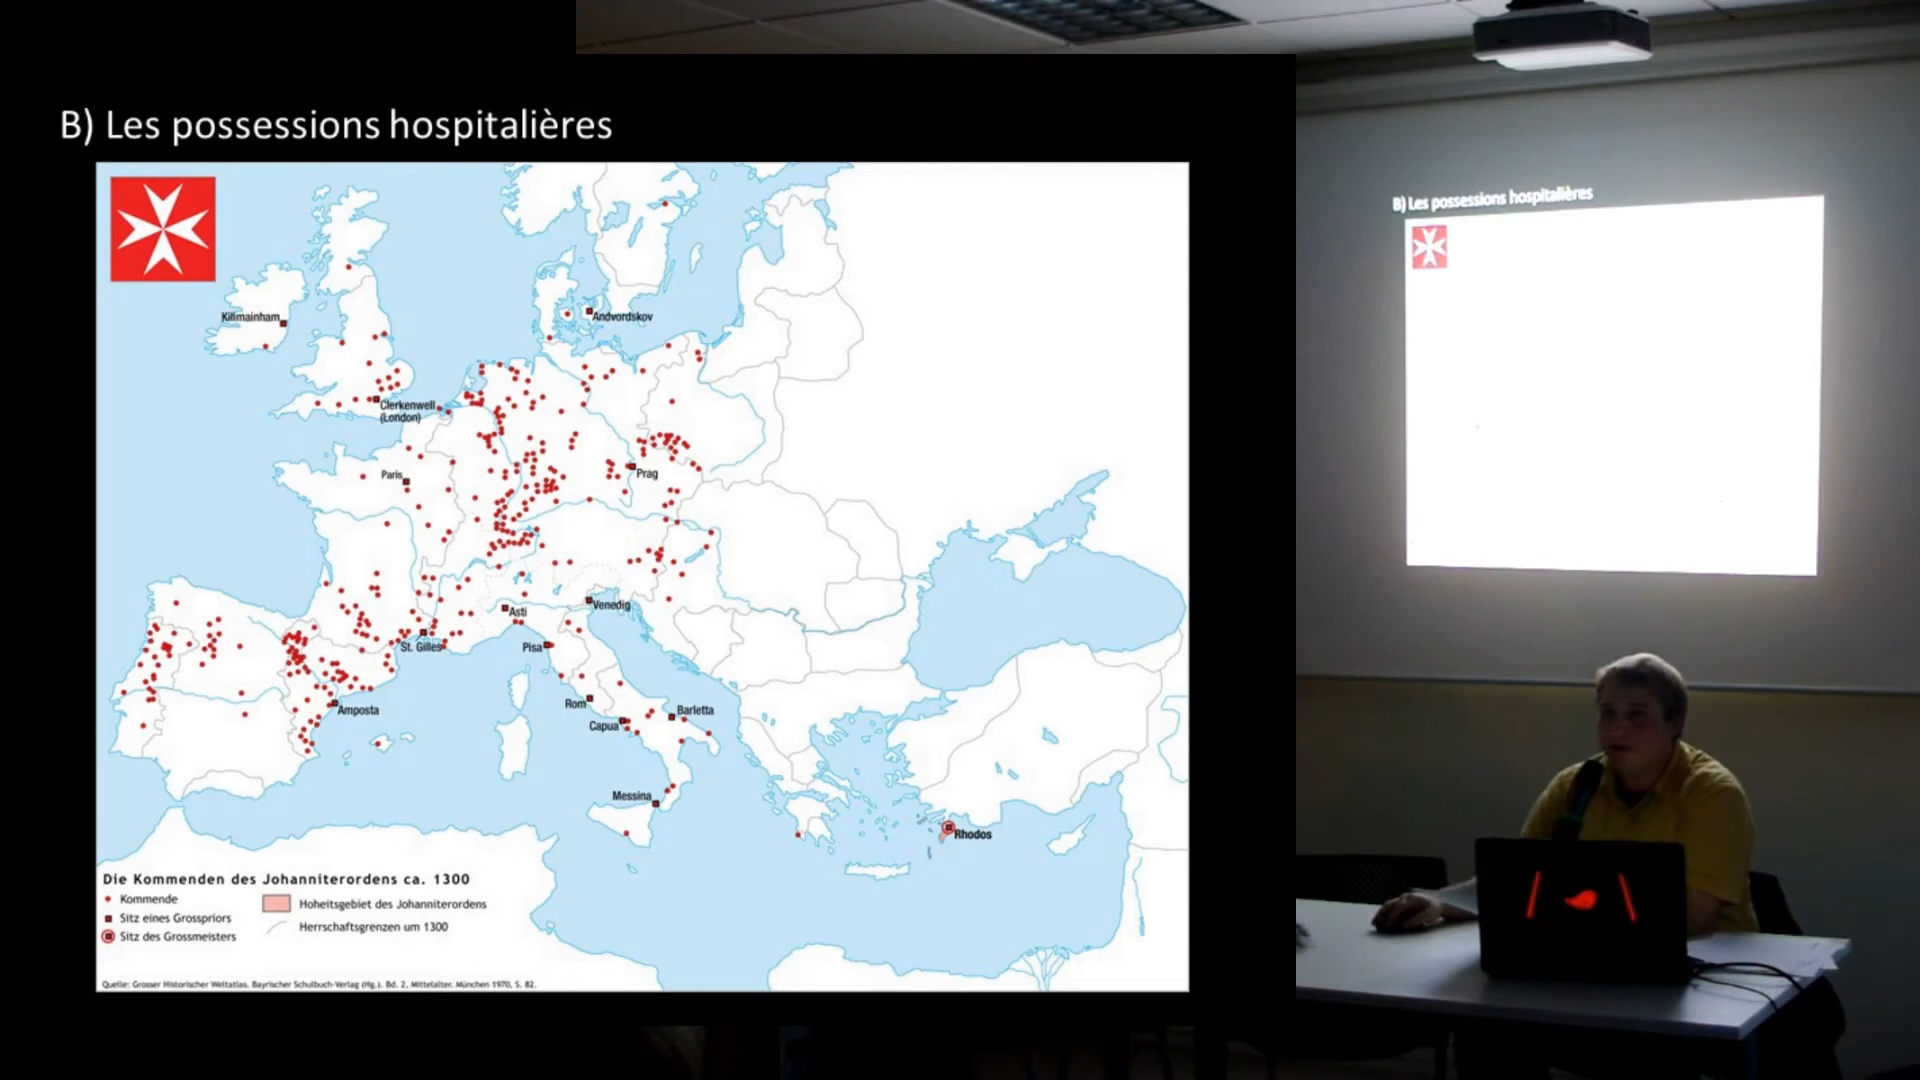 B) Les possessions hospitalières
B) Les possessions hospitalières
Kilmainham
Andvordskov
Clerkenwell
(London)
Paris
Prag
Asti
Venedig
St. Gilles
Pisa
Amposta
Rom
Barletta
Capua
Messina
Rhodos
Die Kommenden des Johanniterordens ca. 1300
Kommende
Sitz eines Grosspriors
Sitz des Grossmeisters
Hoheitsgebiet des Johanniterordens
Herrschaftsgrenzen um 1300
Quelle: Grosser Historischer Weltatlas. Bayrischer Schulbuch-Verlag (Hg.). Bd. 2, Mittelalter. München 1970, S. 82.